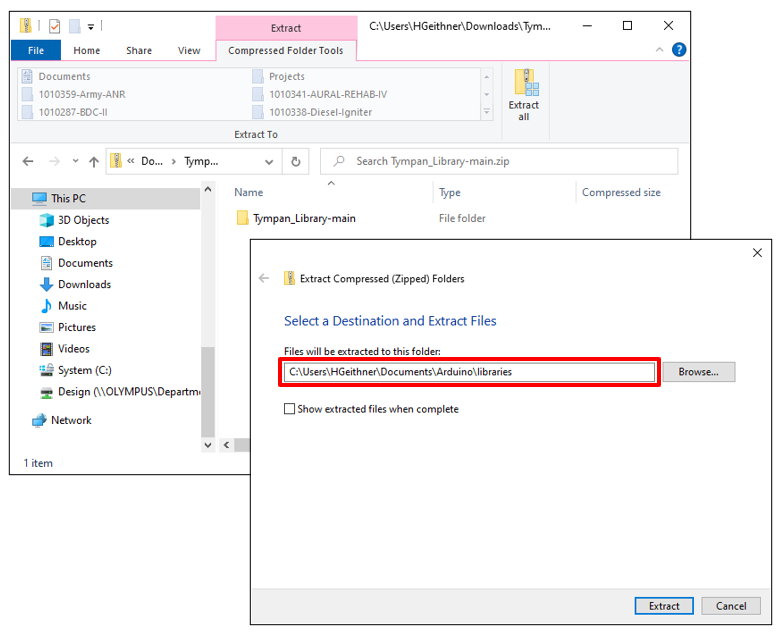 Extract
C:\Users\HGeithner\Downloads\Tym...
File
Home
Share
View
Compressed Folder Tools
?
Documents
Projects
1010359-Army-ANR
1010341-AURAL-REHAB-IV
1010287-BDC-II
1010338-Diesel-Igniter
Extract
all
Extract To
« Do... › Tymp...
Search Tympan_Library-main.zip
This PC
3D Objects
Desktop
Documents
Downloads
Music
Pictures
Videos
System (C:)
Design (\\OLYMPUS\Departme
Network
Name
Type
Compressed size
Tympan_Library-main
File folder
1 item
Extract Compressed (Zipped) Folders
Select a Destination and Extract Files
Files will be extracted to this folder:
C:\Users\HGeithner\Documents\Arduino\libraries
Browse...
Show extracted files when complete
Extract
Cancel